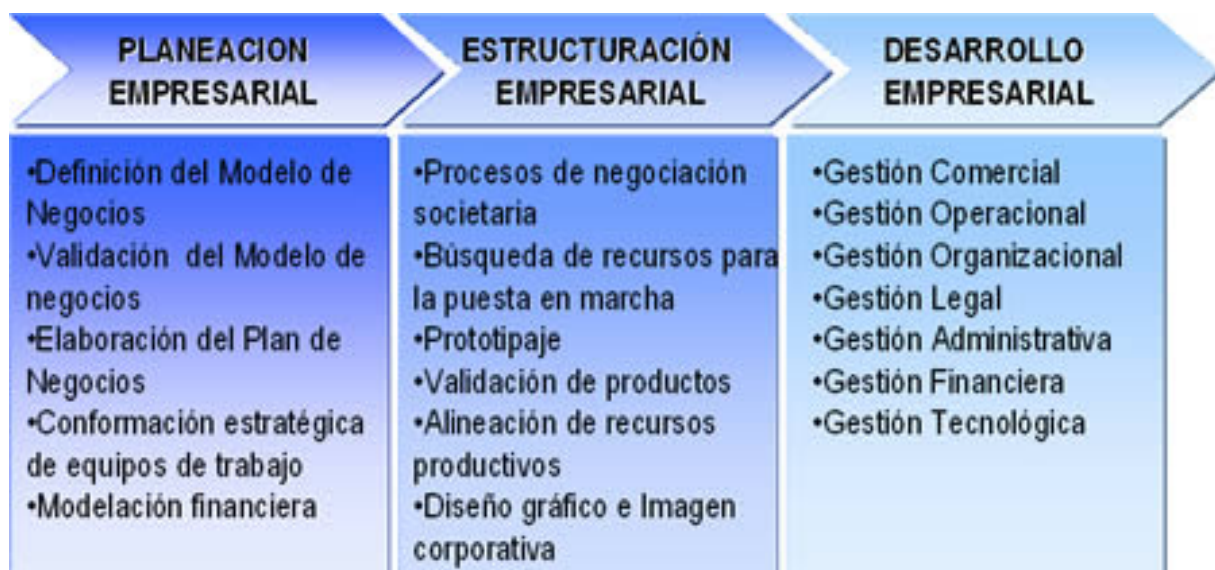 PLANEACION
EMPRESARIAL
•Definición del Modelo de
Negocios
•Validación  del Modelo de
negocios
•Elaboración del Plan de
Negocios
•Conformación estratégica
de equipos de trabajo
•Modelación financiera
ESTRUCTURACIÓN
EMPRESARIAL
•Procesos de negociación
societaria
•Búsqueda de recursos para
la puesta en marcha
•Prototipaje
•Validación de productos
•Alineación de recursos
productivos
•Diseño gráfico e Imagen
corporativa
DESARROLLO
EMPRESARIAL
•Gestión Comercial
•Gestión Operacional
•Gestión Organizacional
•Gestión Legal
•Gestión Administrativa
•Gestión Financiera
•Gestión Tecnológica